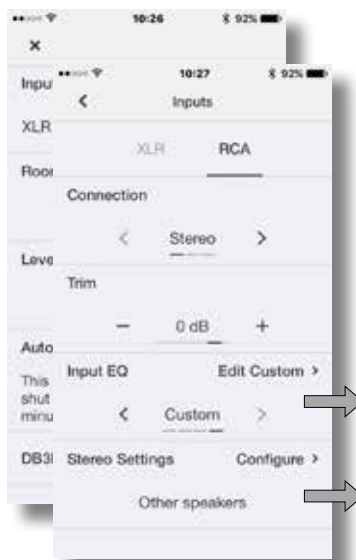 10:26
92%
×
Inpu
XLR
Room
Leve
Auto
This
shut
minu
DB3
10:27
92%
Inputs
XLR
RCA
Connection
< Stereo >
Trim
− 0 dB +
Input EQ
Edit Custom >
< Custom >
Stereo Settings
Configure >
Other speakers